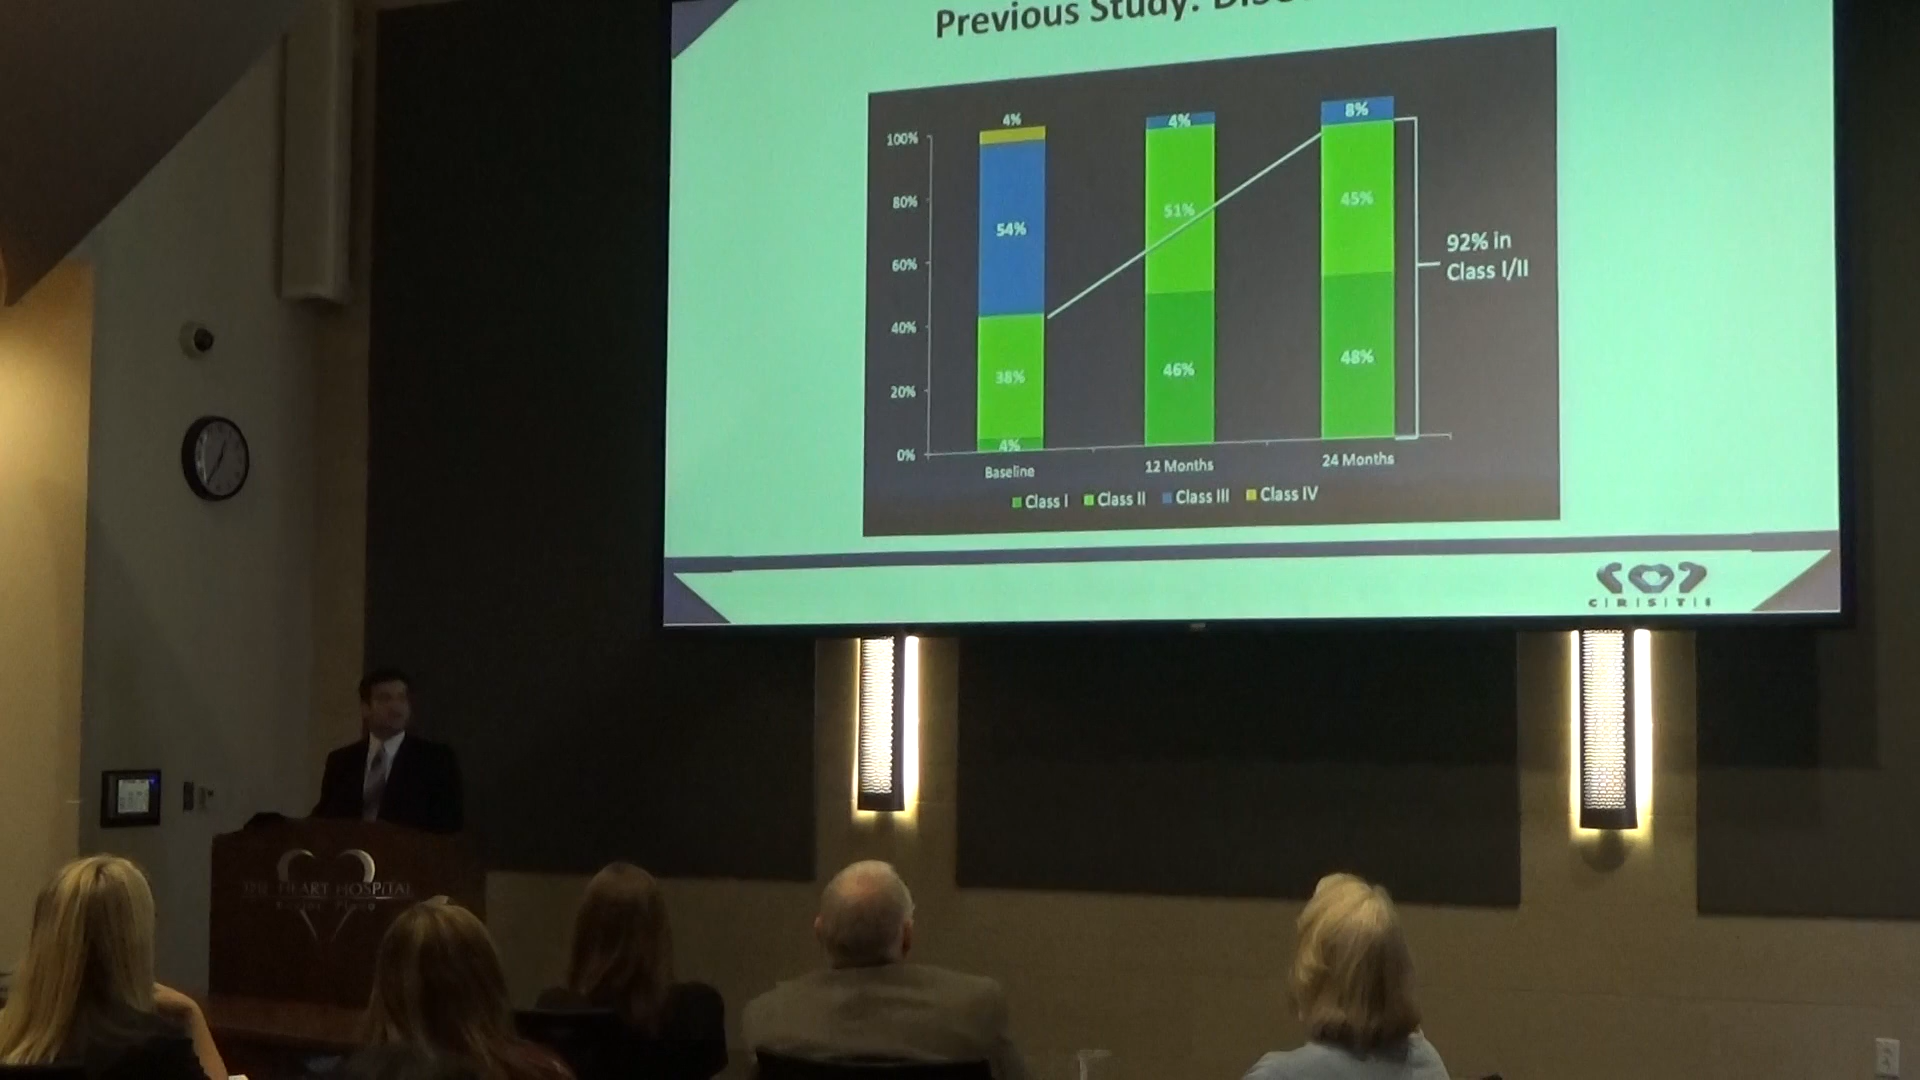 Previous Study:
4%
4%
8%
100%
80%
60%
40%
20%
0%
54%
51%
45%
38%
46%
48%
4%
92% in
Class I/II
Baseline
12 Months
24 Months
Class I
Class II
Class III
Class IV
C|R|S|T|I
HEART HOSPITAL